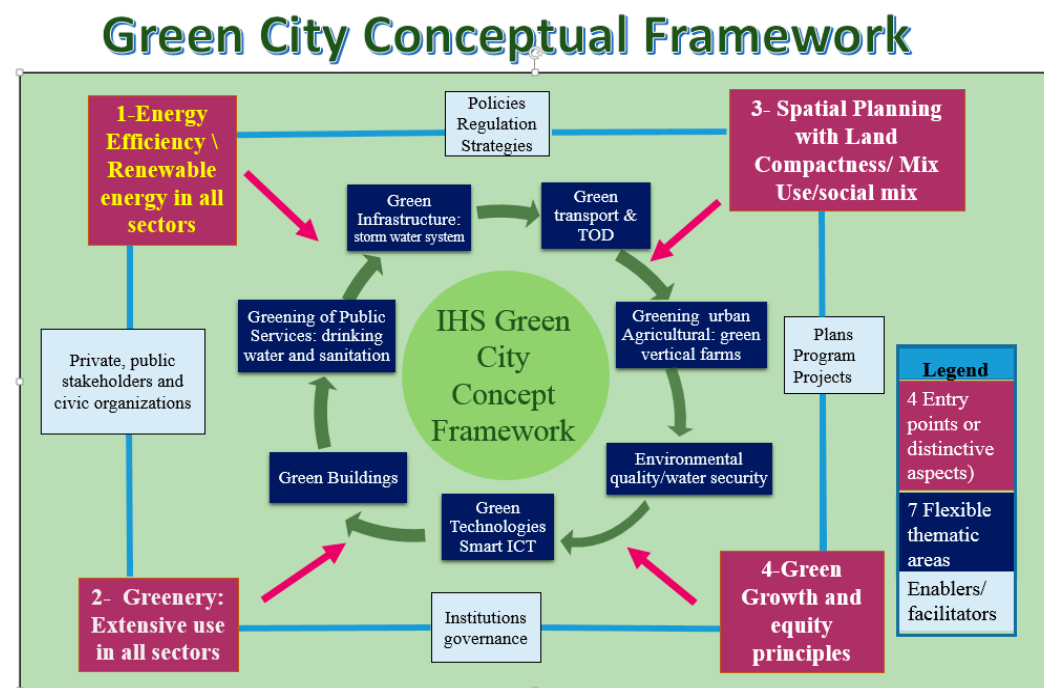 Green City Conceptual Framework
1-Energy
Efficiency \
Renewable
energy in all
sectors
Policies
Regulation
Strategies
3- Spatial Planning
with Land
Compactness/ Mix
Use/social mix
Green
Infrastructure:
storm water system
Green
transport &
TOD
Greening of Public
Services: drinking
water and sanitation
IHS Green
City
Concept
Framework
Greening urban
Agricultural: green
vertical farms
Private, public
stakeholders and
civic organizations
Plans
Program
Projects
Green Buildings
Green
Technologies
Smart ICT
Environmental
quality/water security
2- Greenery:
Extensive use
in all sectors
Institutions
governance
4-Green
Growth and
equity
principles
Legend
4 Entry
points or
distinctive
aspects)
7 Flexible
thematic
areas
Enablers/
facilitators